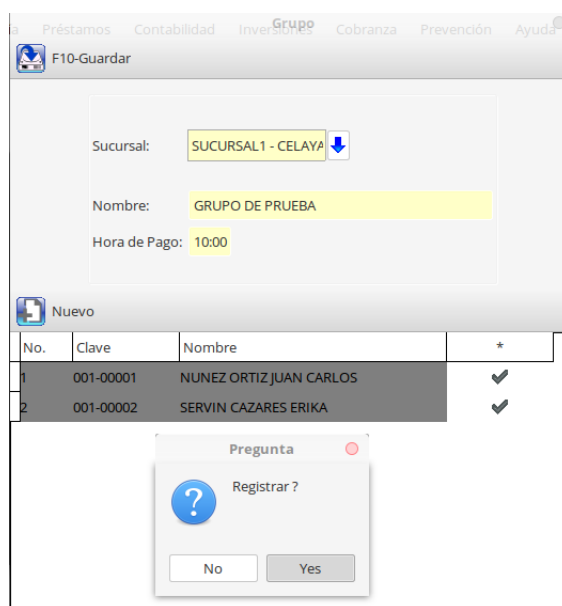 Grupo
ía Préstamos Contabilidad Inversiones Cobranza Prevención Ayuda
F10-Guardar
Sucursal: SUCURSAL1 - CELAYA
Nombre: GRUPO DE PRUEBA
Hora de Pago: 10:00
Nuevo
No. Clave Nombre *
1 001-00001 NUNEZ ORTIZ JUAN CARLOS
2 001-00002 SERVIN CAZARES ERIKA
Pregunta
Registrar ?
No Yes